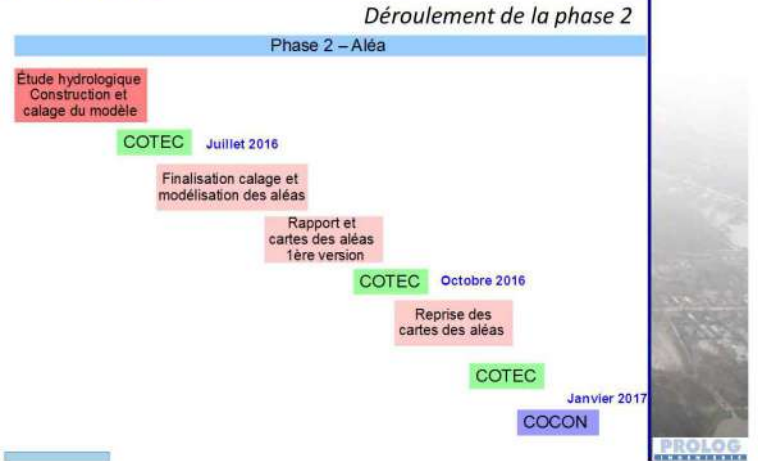 Déroulement de la phase 2
Phase 2 – Aléa
Étude hydrologique
Construction et
calage du modèle
COTEC
Juillet 2016
Finalisation calage et
modélisation des aléas
Rapport et
cartes des aléas
1ère version
COTEC
Octobre 2016
Reprise des
cartes des aléas
COTEC
Janvier 2017
COCON
PROLOG
INGENIERIE